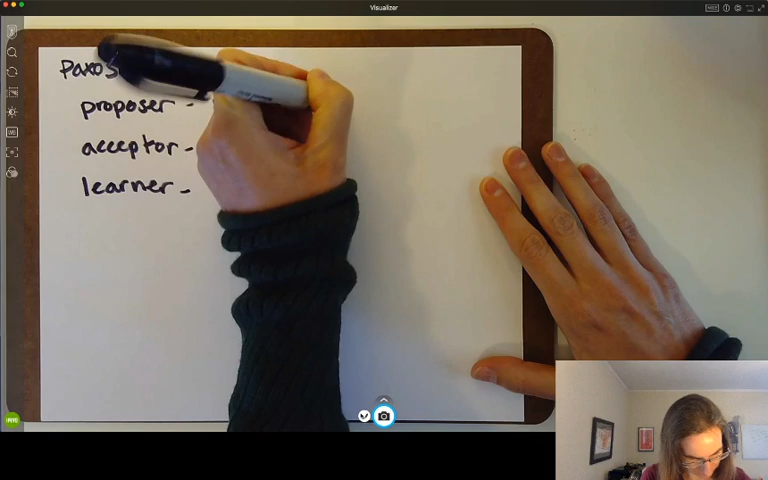 Visualizer
Paxos
proposer -
acceptor -
learner -